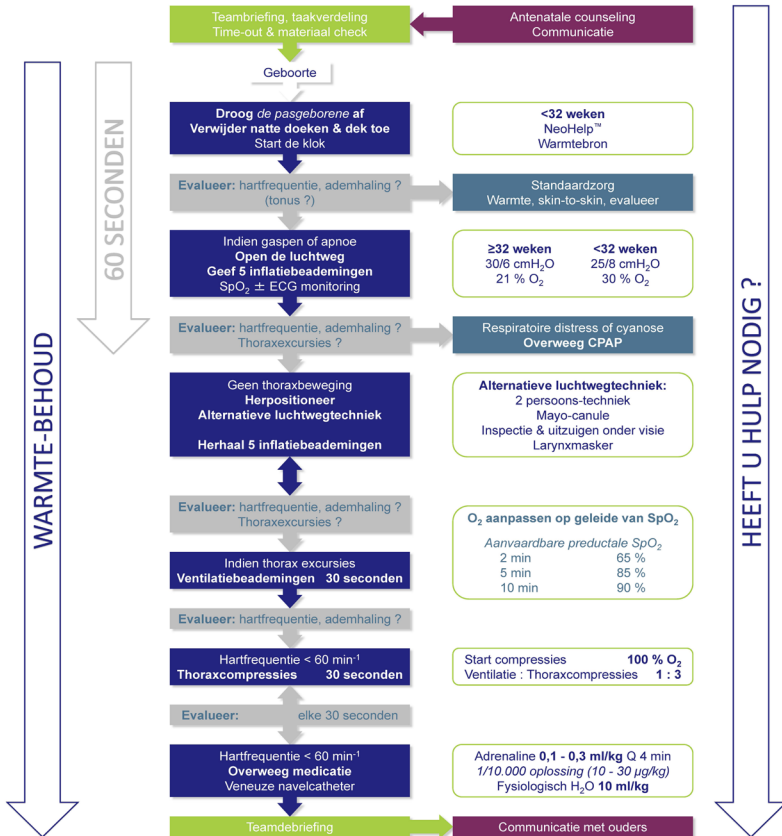 Teambriefing, taakverdeling
Time-out & materiaal check
Antenatale counseling
Communicatie
Geboorte
WARMTE-BEHOUD
60 SECONDEN
HEEFT U HULP NODIG ?
Droog de pasgeborene af
Verwijder natte doeken & dek toe
Start de klok
<32 weken
NeoHelp™
Warmtebron
Evalueer: hartfrequentie, ademhaling ?
(tonus ?)
Standaardzorg
Warmte, skin-to-skin, evalueer
Indien gaspen of apnoe
Open de luchtweg
Geef 5 inflatiebeademingen
SpO₂ ± ECG monitoring
≥32 weken <32 weken
30/6 cmH₂O 25/8 cmH₂O
21 % O₂ 30 % O₂
Evalueer: hartfrequentie, ademhaling ?
Thoraxexcursies ?
Respiratoire distress of cyanose
Overweeg CPAP
Geen thoraxbeweging
Herpositioneer
Alternatieve luchtwegtechniek
Herhaal 5 inflatiebeademingen
Alternatieve luchtwegtechniek:
2 persoons-techniek
Mayo-canule
Inspectie & uitzuigen onder visie
Larynxmasker
Evalueer: hartfrequentie, ademhaling ?
Thoraxexcursies ?
Indien thorax excursies
Ventilatiebeademingen 30 seconden
O₂ aanpassen op geleide van SpO₂
Aanvaardbare preductale SpO₂
2 min 65 %
5 min 85 %
10 min 90 %
Evalueer: hartfrequentie, ademhaling ?
Hartfrequentie < 60 min⁻¹
Thoraxcompressies 30 seconden
Start compressies 100 % O₂
Ventilatie : Thoraxcompressies 1 : 3
Evalueer: elke 30 seconden
Hartfrequentie < 60 min⁻¹
Overweeg medicatie
Veneuze navelcatheter
Adrenaline 0,1 - 0,3 ml/kg Q 4 min
1/10.000 oplossing (10 - 30 µg/kg)
Fysiologisch H₂O 10 ml/kg
Teamdebriefing
Communicatie met ouders